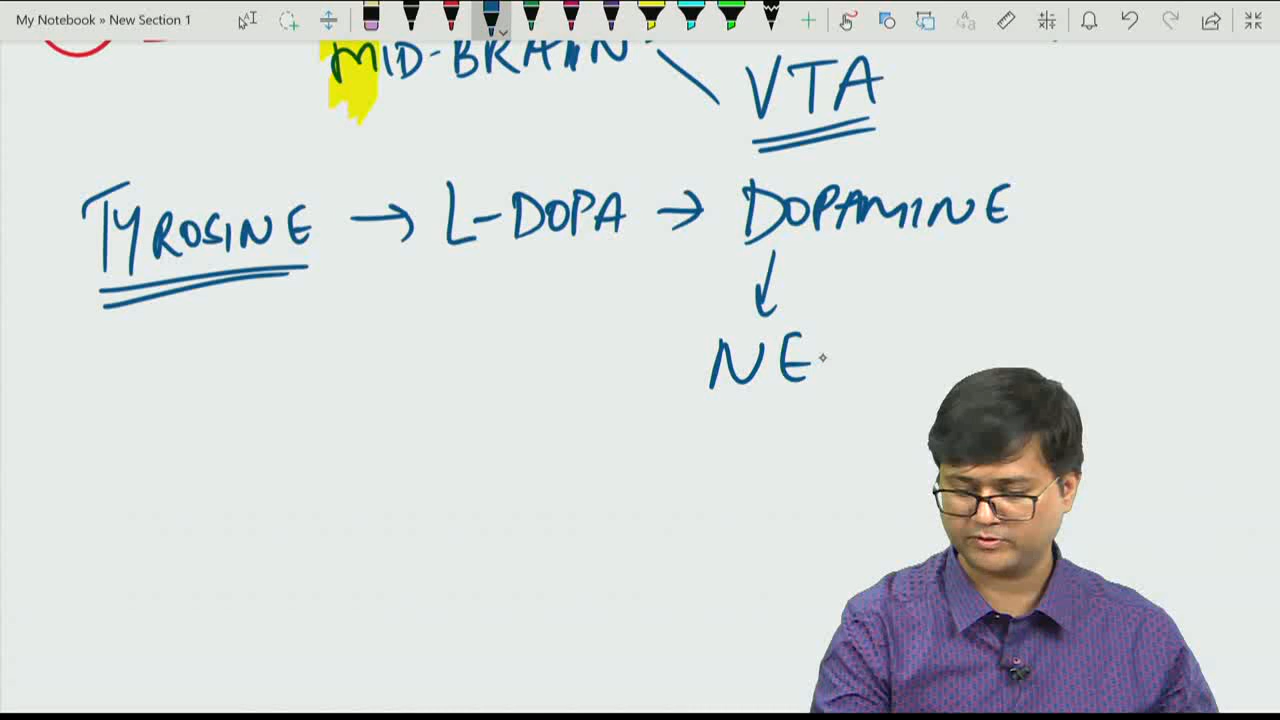 My Notebook » New Section 1
MID-BRAIN
VTA
TYROSINE → L-DOPA → DOPAMINE
↓
NE